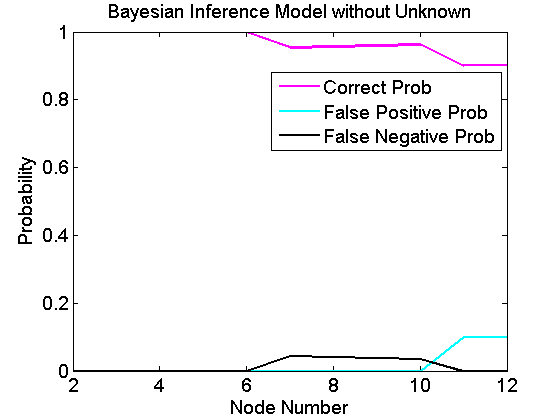 Bayesian Inference Model without Unknown
1
0.8
0.6
0.4
0.2
0
Probability
Correct Prob
False Positive Prob
False Negative Prob
2 4 6 8 10 12
Node Number